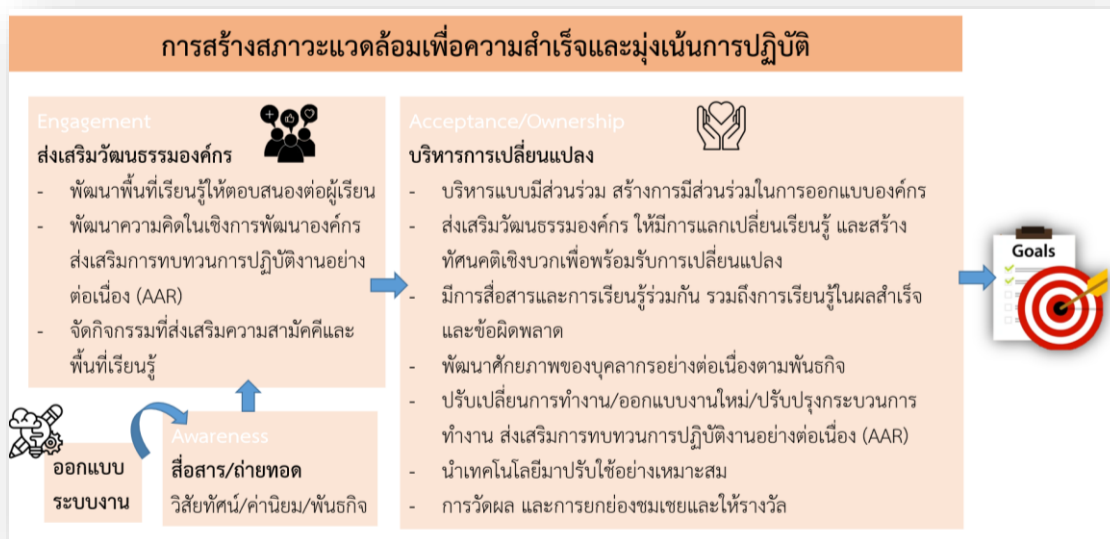 การสร้างสภาวะแวดล้อมเพื่อความสำเร็จและมุ่งเน้นการปฏิบัติ
Engagement
ส่งเสริมวัฒนธรรมองค์กร
- พัฒนาพื้นที่เรียนรู้ให้ตอบสนองต่อผู้เรียน
- พัฒนาความคิดในเชิงการพัฒนาองค์กร
ส่งเสริมการทบทวนการปฏิบัติงานอย่าง
ต่อเนื่อง (AAR)
- จัดกิจกรรมที่ส่งเสริมความสามัคคีและ
พื้นที่เรียนรู้
ออกแบบ
ระบบงาน
Awareness
สื่อสาร/ถ่ายทอด
วิสัยทัศน์/ค่านิยม/พันธกิจ
Acceptance/Ownership
บริหารการเปลี่ยนแปลง
- บริหารแบบมีส่วนร่วม สร้างการมีส่วนร่วมในการออกแบบองค์กร
- ส่งเสริมวัฒนธรรมองค์กร ให้มีการแลกเปลี่ยนเรียนรู้ และสร้าง
ทัศนคติเชิงบวกเพื่อพร้อมรับการเปลี่ยนแปลง
- มีการสื่อสารและการเรียนรู้ร่วมกัน รวมถึงการเรียนรู้ในผลสำเร็จ
และข้อผิดพลาด
- พัฒนาศักยภาพของบุคลากรอย่างต่อเนื่องตามพันธกิจ
- ปรับเปลี่ยนการทำงาน/ออกแบบงานใหม่/ปรับปรุงกระบวนการ
ทำงาน ส่งเสริมการทบทวนการปฏิบัติงานอย่างต่อเนื่อง (AAR)
- นำเทคโนโลยีมาปรับใช้อย่างเหมาะสม
- การวัดผล และการยกย่องชมเชยและให้รางวัล
Goals